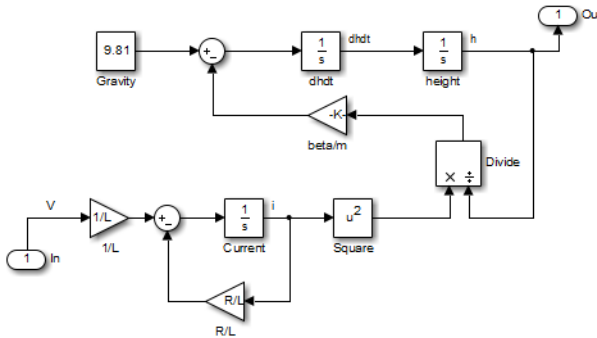 1
Ou
9.81
Gravity
+
−
1
s
dhdt
dhdt
1
s
h
height
-K-
beta/m
×
÷
Divide
V
1
In
1/L
1/L
+
−
1
s
i
Current
u²
Square
R/L
R/L